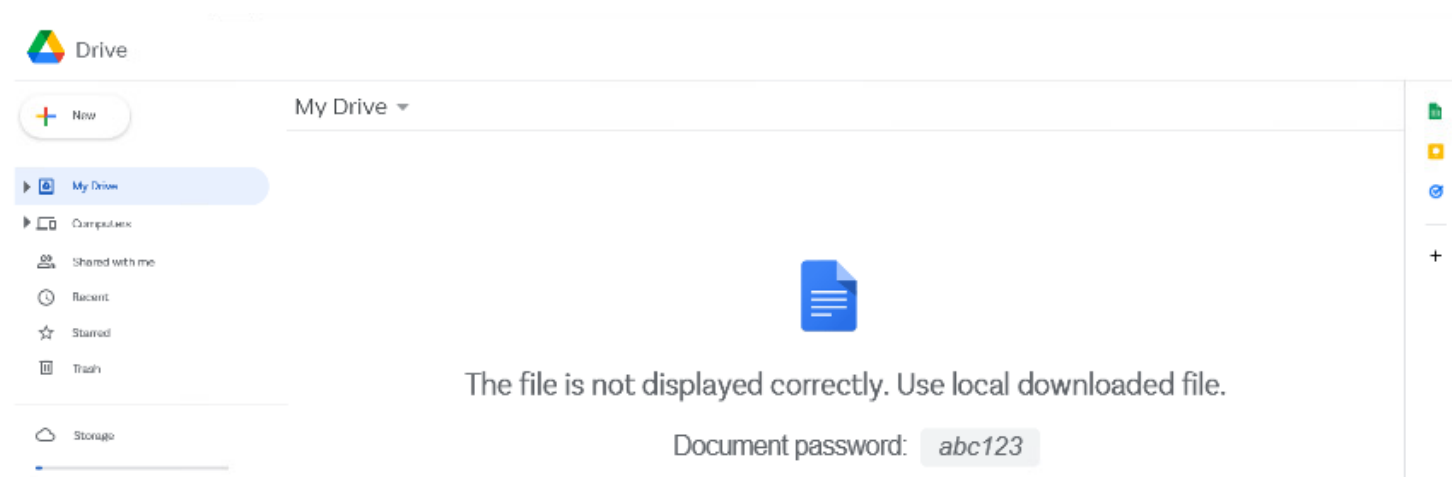 Drive
New
My Drive
My Drive
Computers
Shared with me
Recent
Starred
Trash
Storage
The file is not displayed correctly. Use local downloaded file.
Document password: abc123